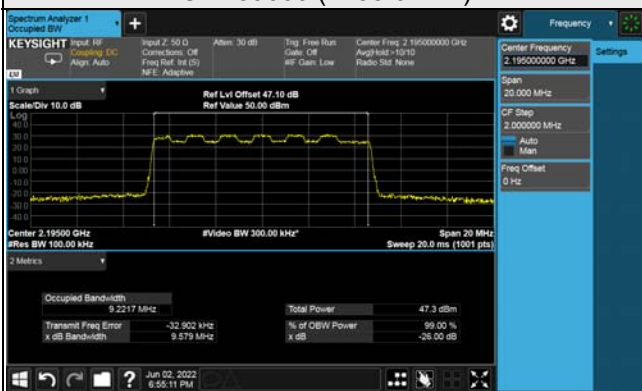 Spectrum Analyzer 1
Occupied BW
Frequency
KEYSIGHT
Input: RF
Coupling: DC
Align: Auto
Input Z: 50 Ω
Corrections: Off
Freq Ref: Int (S)
NFE: Adaptive
Atten: 30 dB
Trig: Free Run
Gate: Off
#IF Gain: Low
Center Freq: 2.195000000 GHz
Avg|Hold:>10/10
Radio Std: None
1 Graph
Scale/Div 10.0 dB
Ref Lvl Offset 47.10 dB
Ref Value 50.00 dBm
Log
40.0
30.0
20.0
10.0
0.00
-10.0
-20.0
-30.0
-40.0
Center 2.19500 GHz
#Res BW 100.00 kHz
#Video BW 300.00 kHz*
Span 20 MHz
Sweep 20.0 ms (1001 pts)
2 Metrics
Occupied Bandwidth
9.2217 MHz
Total Power
47.3 dBm
Transmit Freq Error
-32.902 kHz
% of OBW Power
99.00 %
x dB Bandwidth
9.579 MHz
x dB
-26.00 dB
Center Frequency
2.195000000 GHz
Settings
Span
20.000 MHz
CF Step
2.000000 MHz
Auto
Man
Freq Offset
0 Hz
?
Jun 02, 2022
6:55:11 PM